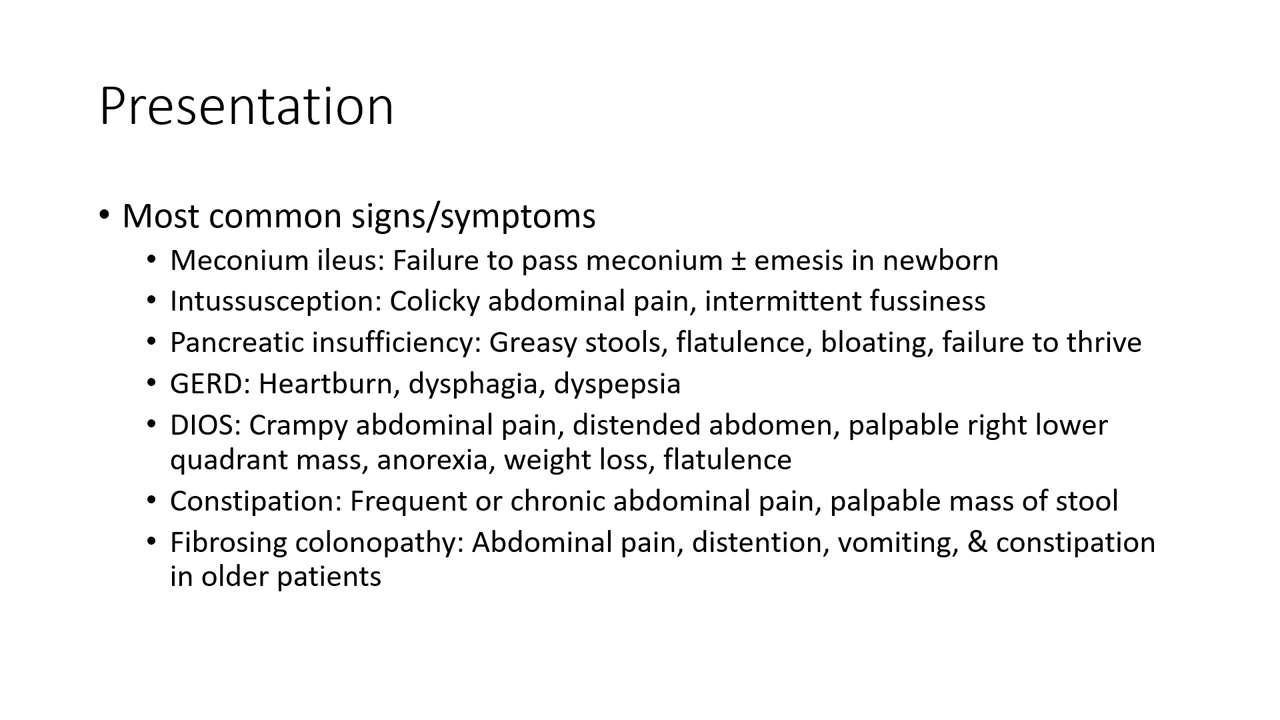 Presentation
• Most common signs/symptoms
• Meconium ileus: Failure to pass meconium ± emesis in newborn
• Intussusception: Colicky abdominal pain, intermittent fussiness
• Pancreatic insufficiency: Greasy stools, flatulence, bloating, failure to thrive
• GERD: Heartburn, dysphagia, dyspepsia
• DIOS: Crampy abdominal pain, distended abdomen, palpable right lower
quadrant mass, anorexia, weight loss, flatulence
• Constipation: Frequent or chronic abdominal pain, palpable mass of stool
• Fibrosing colonopathy: Abdominal pain, distention, vomiting, & constipation
in older patients